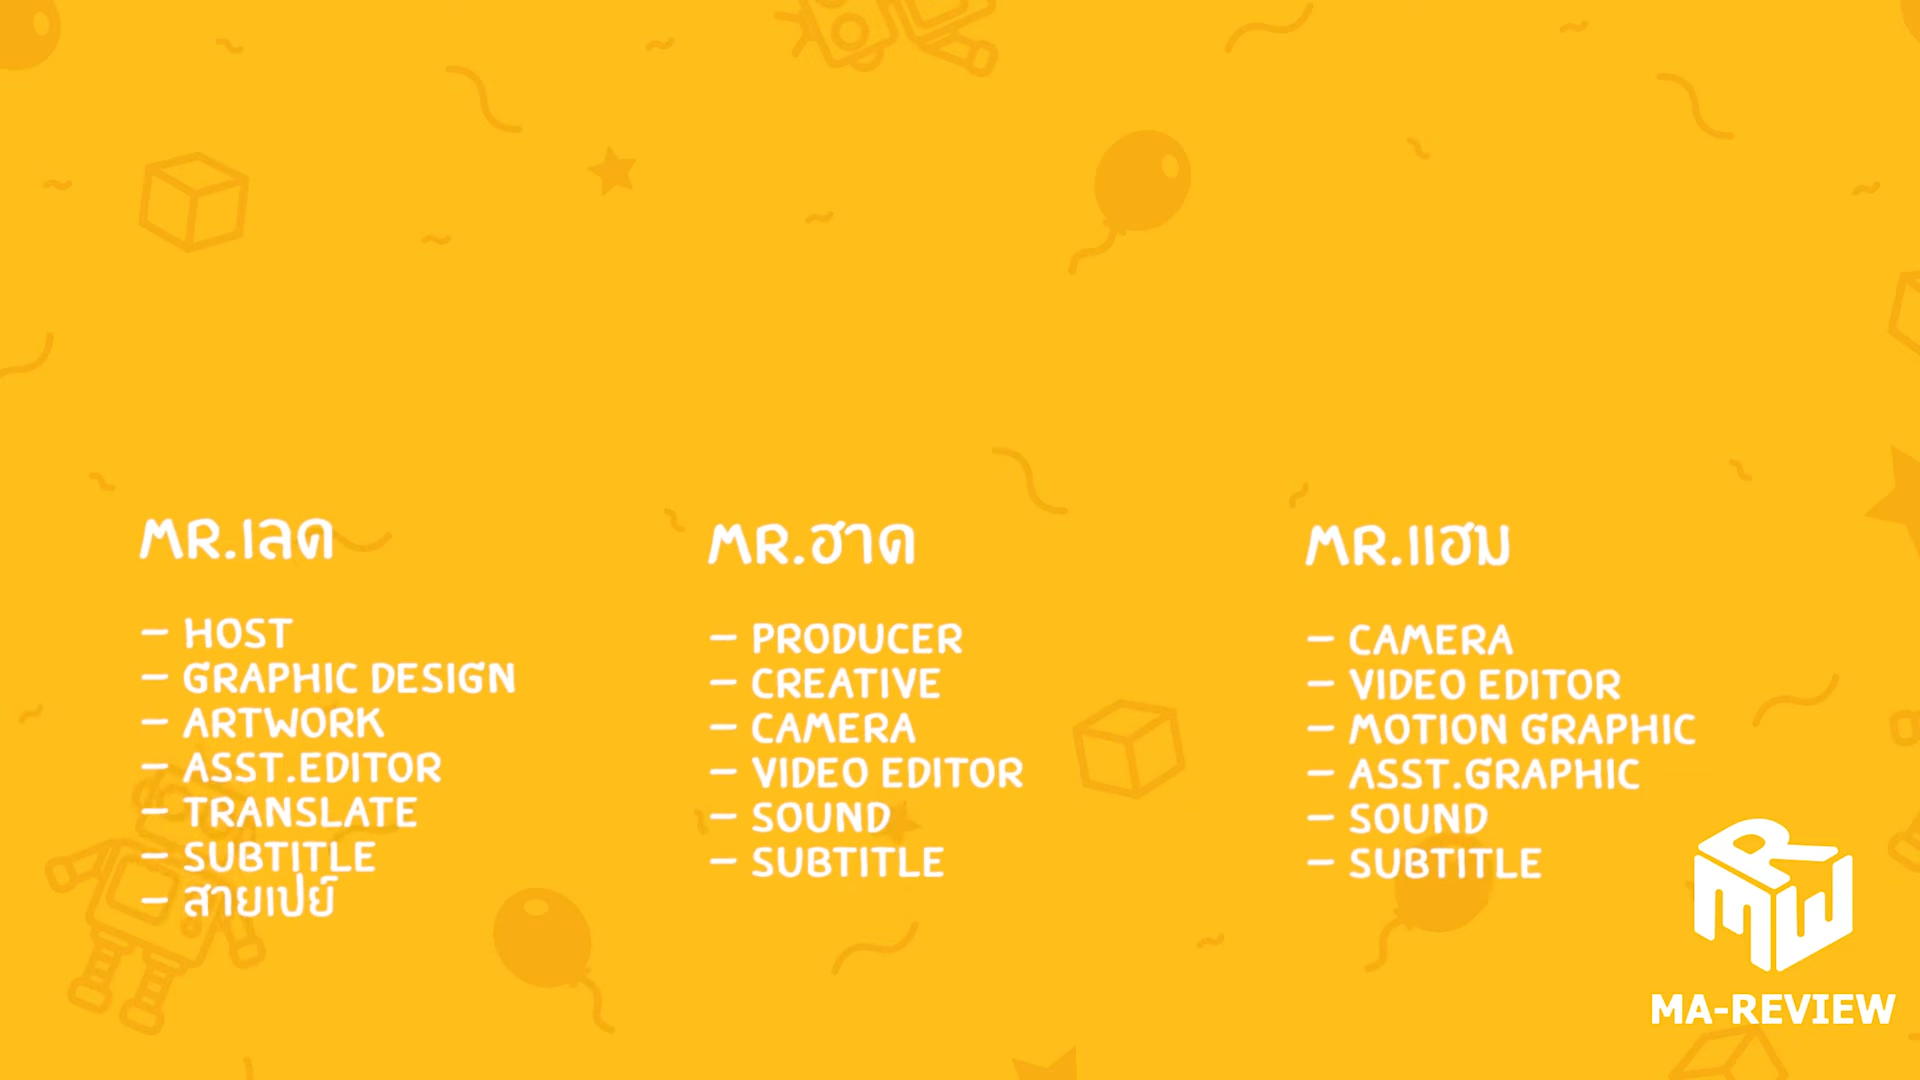 MR.เลด
– HOST
– GRAPHIC DESIGN
– ARTWORK
– ASST.EDITOR
– TRANSLATE
– SUBTITLE
– สายเปย์
MR.ฮาด
– PRODUCER
– CREATIVE
– CAMERA
– VIDEO EDITOR
– SOUND
– SUBTITLE
MR.แฮม
– CAMERA
– VIDEO EDITOR
– MOTION GRAPHIC
– ASST.GRAPHIC
– SOUND
– SUBTITLE
MRW
MA-REVIEW